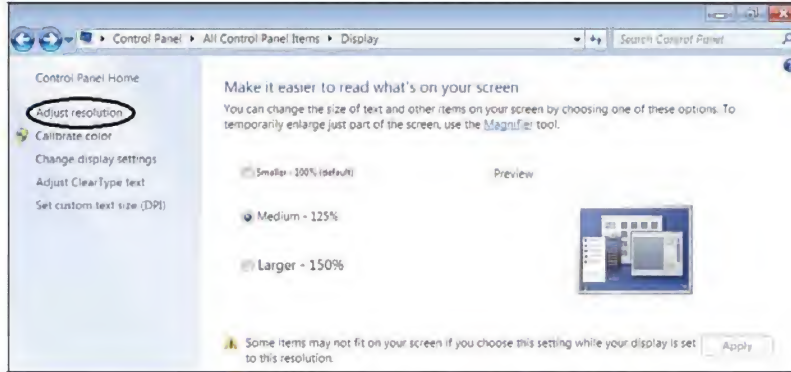 Control Panel ▸ All Control Panel Items ▸ Display
Search Control Panel
Control Panel Home
Adjust resolution
Calibrate color
Change display settings
Adjust ClearType text
Set custom text size (DPI)
Make it easier to read what's on your screen
You can change the size of text and other items on your screen by choosing one of these options. To
temporarily enlarge just part of the screen, use the Magnifier tool.
Smaller - 100% (default)
Preview
Medium - 125%
Larger - 150%
Some items may not fit on your screen if you choose this setting while your display is set
to this resolution.
Apply